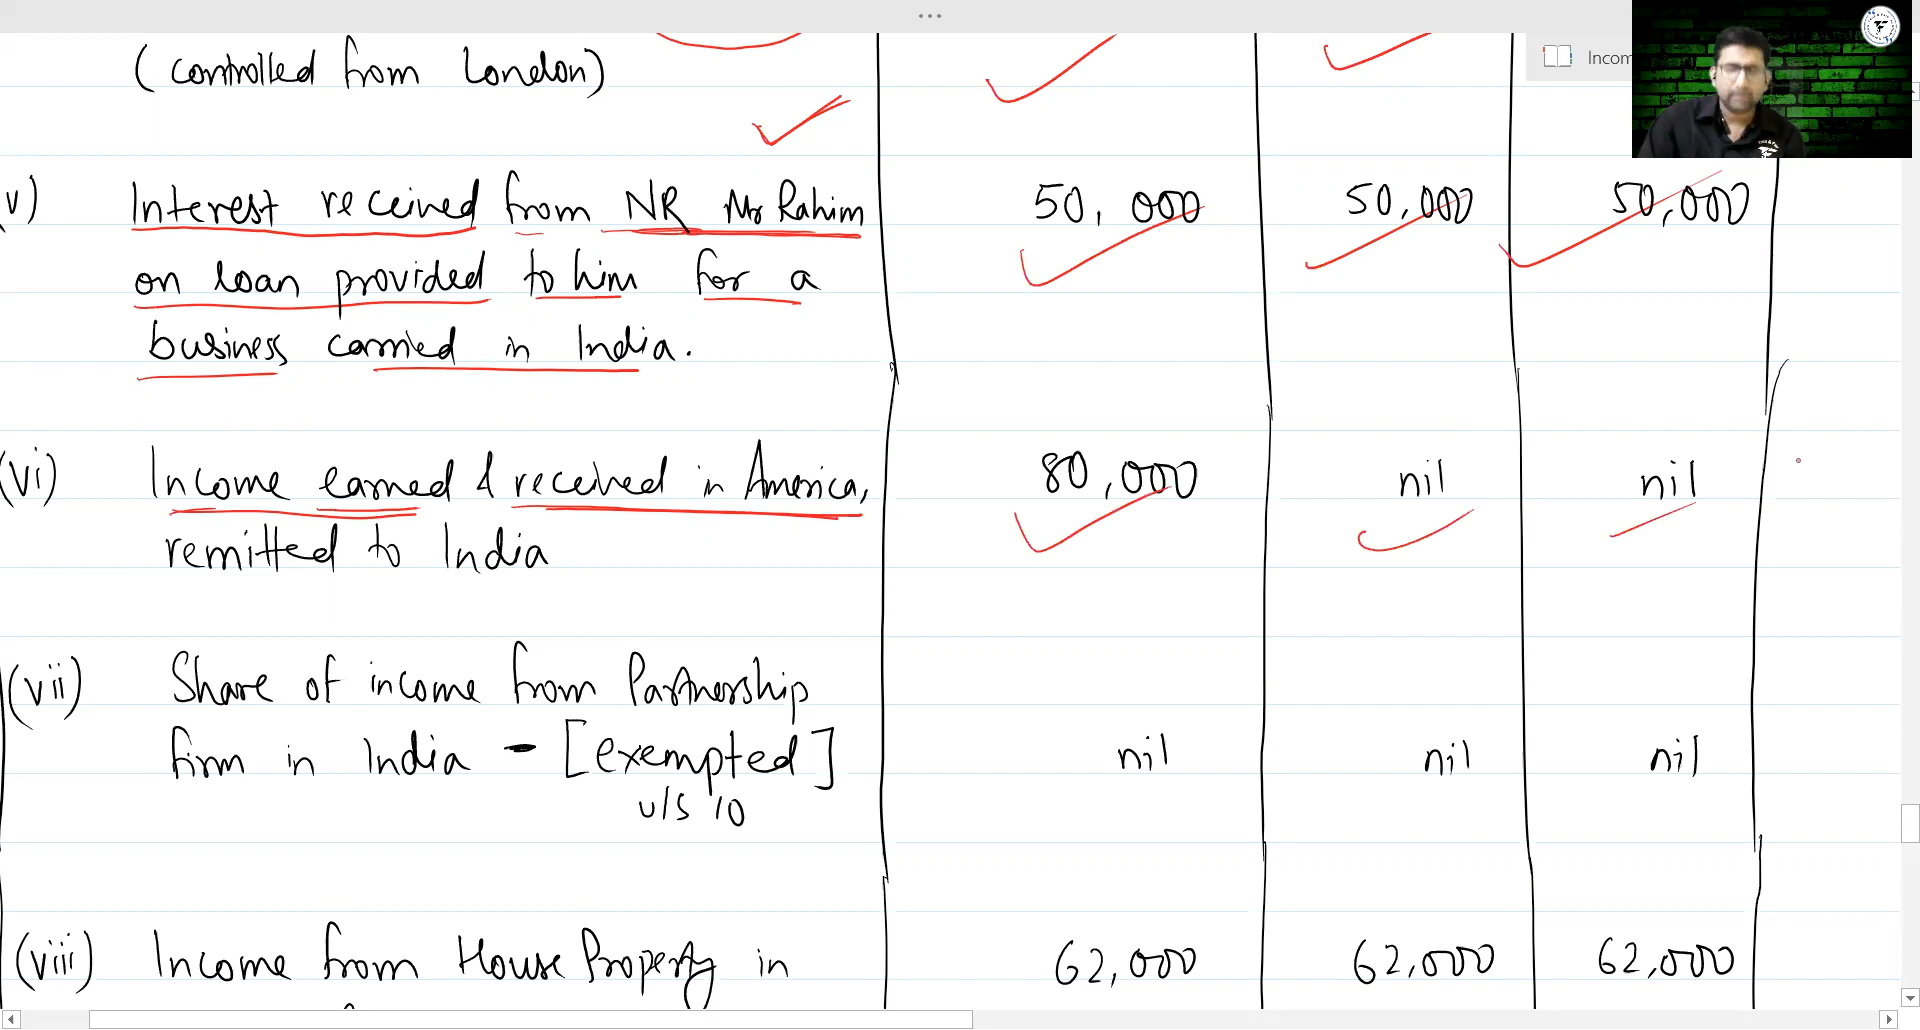 (controlled from London)
Incom
v) Interest received from NR Mr Rahim 50,000 50,000 50,000
on loan provided to him for a
business carried in India.
(vi) Income earned & received in America, 80,000 nil nil
remitted to India
(vii) Share of income from Partnership
firm in India - [exempted] nil nil nil
u/s 10
(viii) Income from House Property in 62,000 62,000 62,000